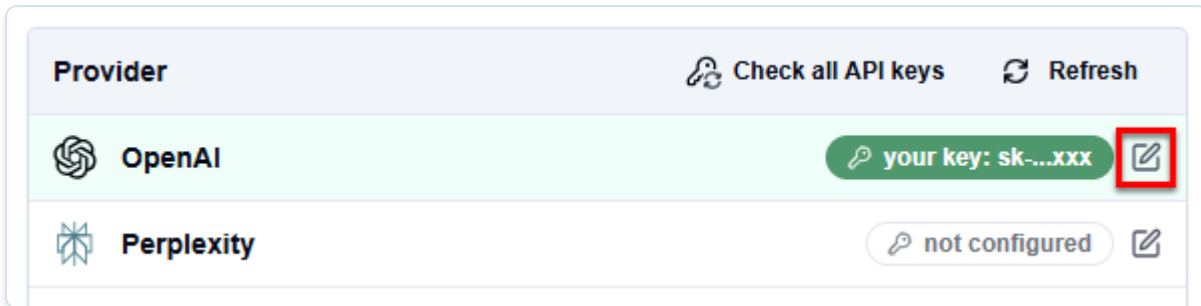 Provider Check all API keys Refresh
OpenAI your key: sk-...xxx
Perplexity not configured